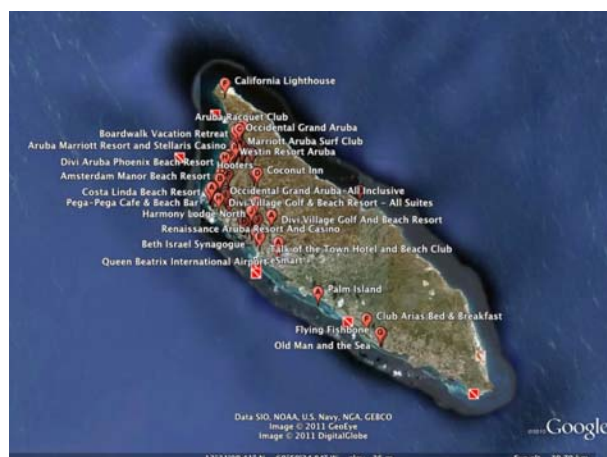 California Lighthouse
Aruba Racquet Club
Boardwalk Vacation Retreat
Occidental Grand Aruba
Aruba Marriott Resort and Stellaris Casino
Marriott Aruba Surf Club
Westin Resort Aruba
Divi Aruba Phoenix Beach Resort
Hooters
Coconut Inn
Amsterdam Manor Beach Resort
Costa Linda Beach Resort
Occidental Grand Aruba-All Inclusive
Pega-Pega Cafe & Beach Bar
Divi Village Golf & Beach Resort - All Suites
Harmony Lodge North
Divi Village Golf And Beach Resort
Renaissance Aruba Resort And Casino
Beth Israel Synagogue
Talk of the Town Hotel and Beach Club
Queen Beatrix International Airport
eSmart
Palm Island
Club Arias Bed & Breakfast
Flying Fishbone
Old Man and the Sea
Data SIO, NOAA, U.S. Navy, NGA, GEBCO
Image © 2011 GeoEye
Image © 2011 DigitalGlobe
©2010 Google